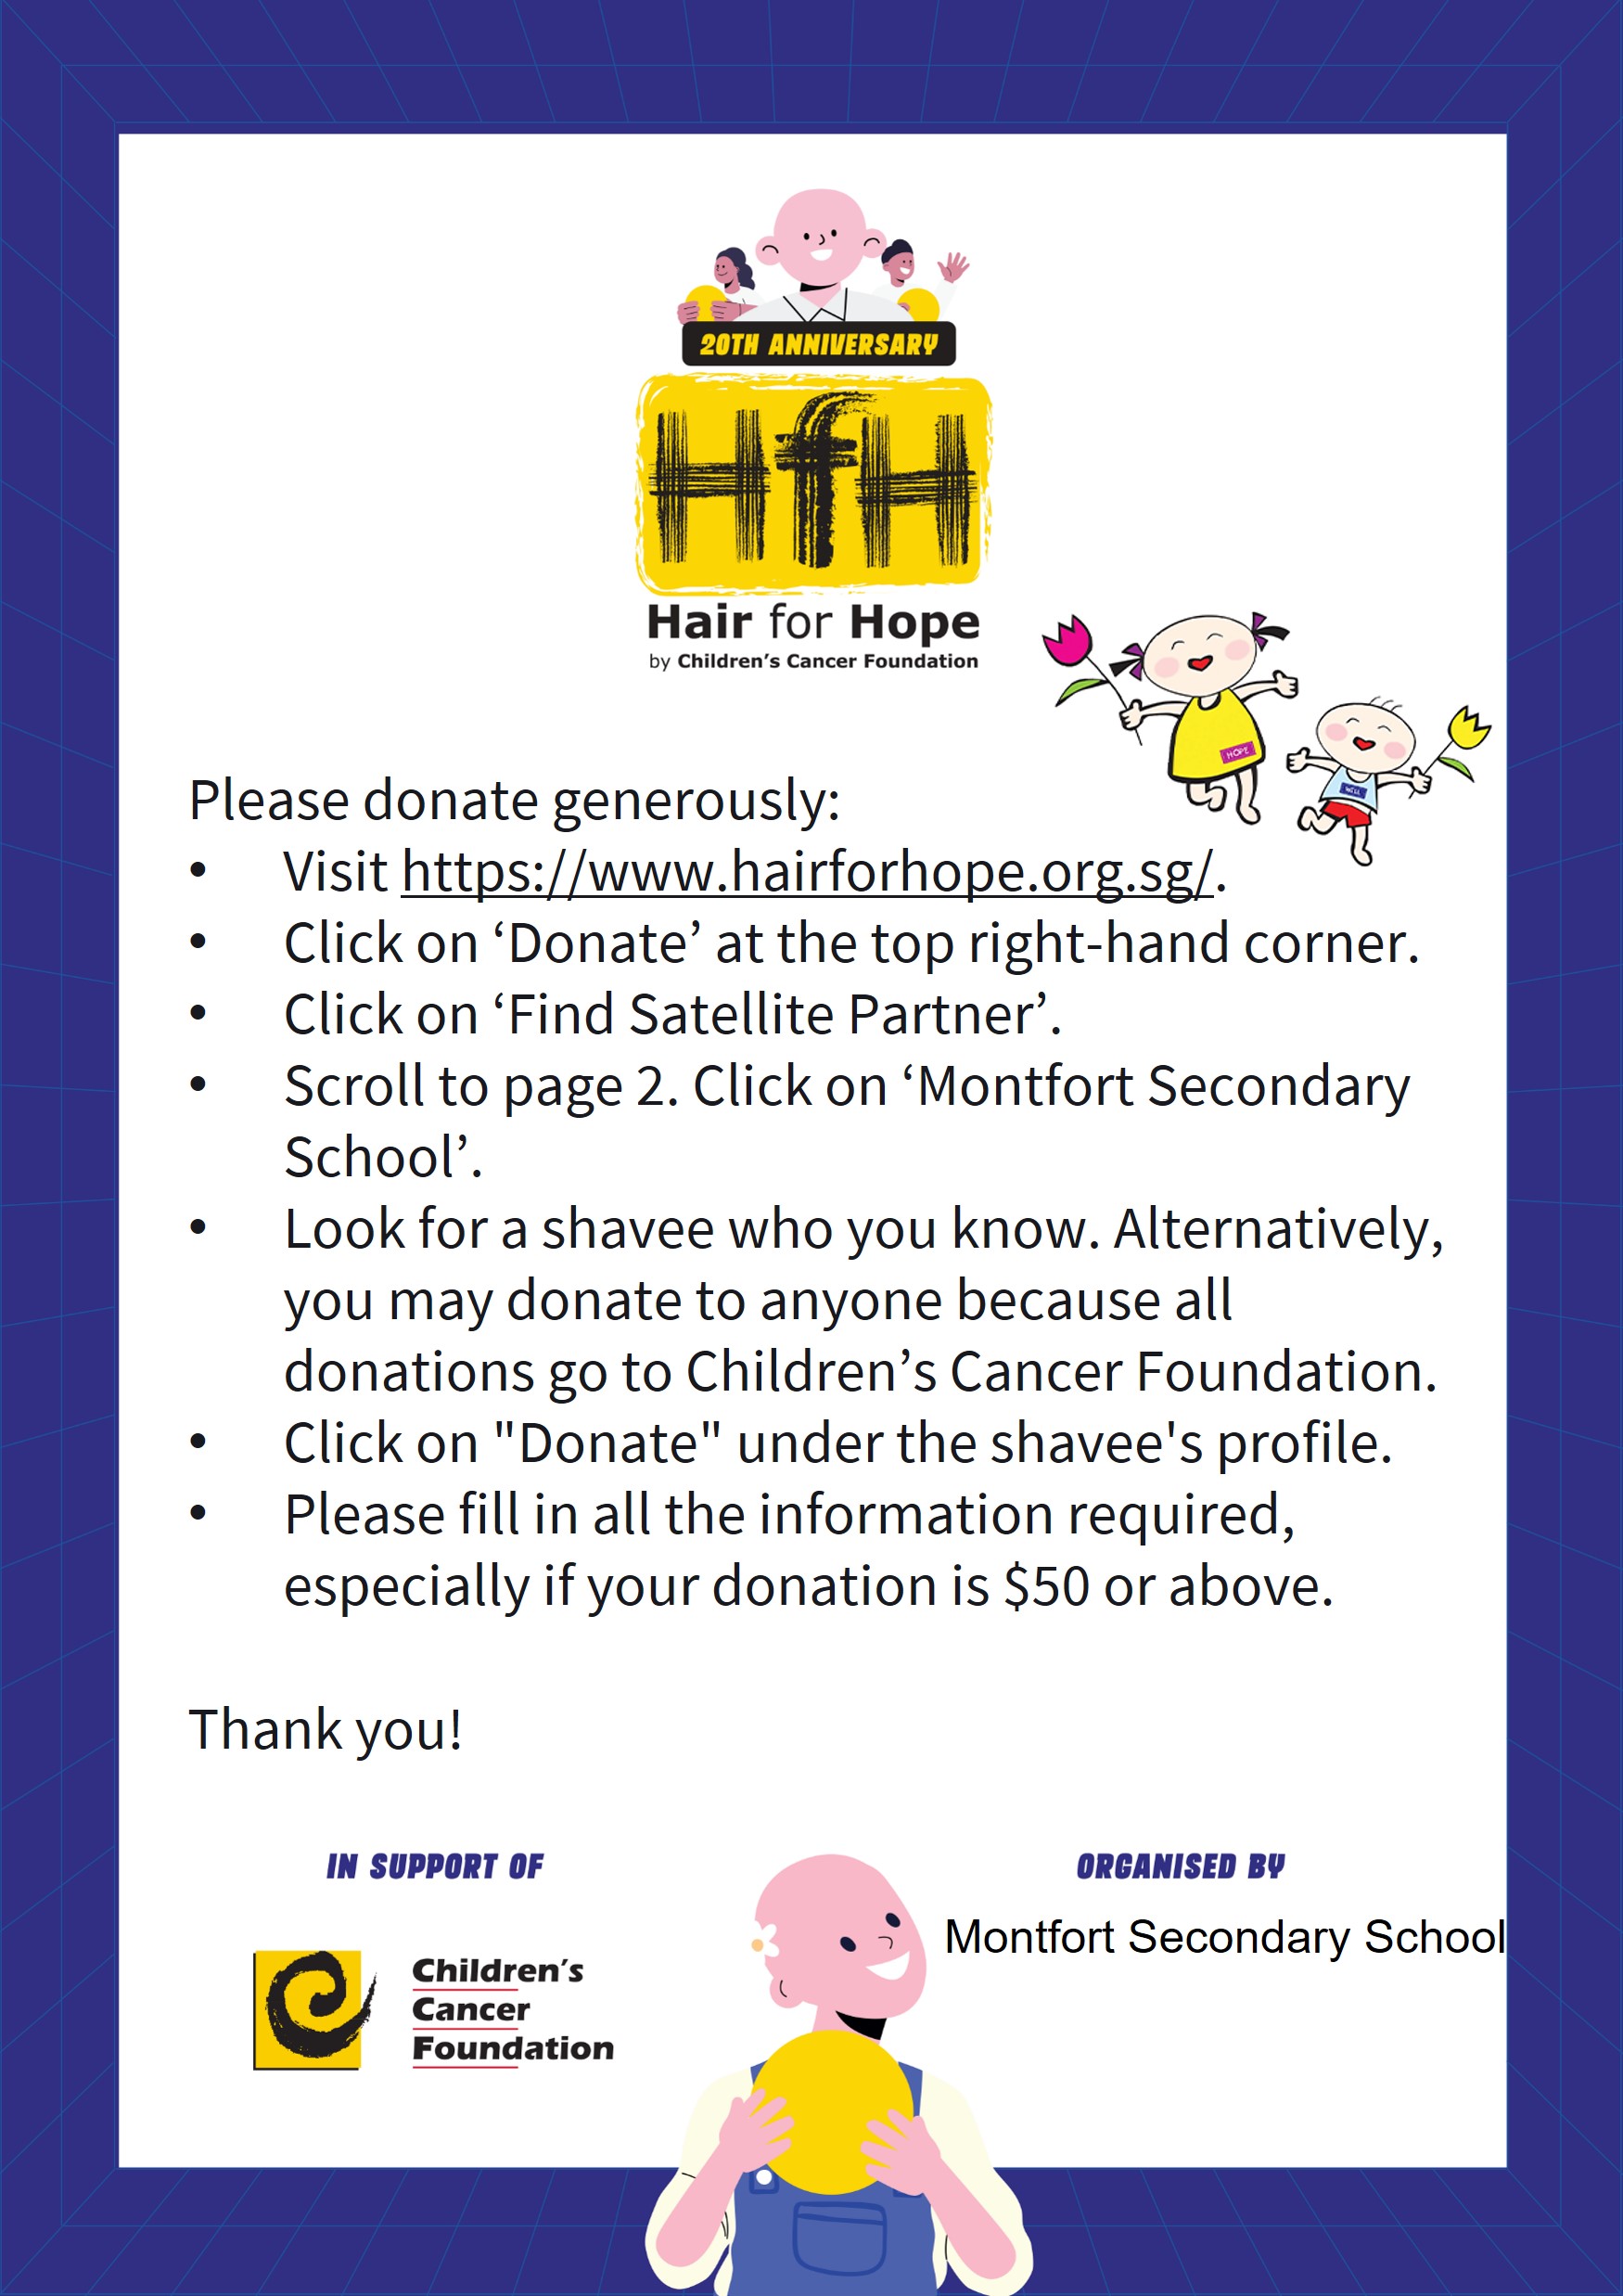 20TH ANNIVERSARY
HfH
Hair for Hope
by Children's Cancer Foundation
HOPE
WILL
Please donate generously:
• Visit https://www.hairforhope.org.sg/.
• Click on ‘Donate’ at the top right-hand corner.
• Click on ‘Find Satellite Partner’.
• Scroll to page 2. Click on ‘Montfort Secondary
School’.
• Look for a shavee who you know. Alternatively,
you may donate to anyone because all
donations go to Children’s Cancer Foundation.
• Click on "Donate" under the shavee's profile.
• Please fill in all the information required,
especially if your donation is $50 or above.
Thank you!
IN SUPPORT OF
Children's
Cancer
Foundation
ORGANISED BY
Montfort Secondary School